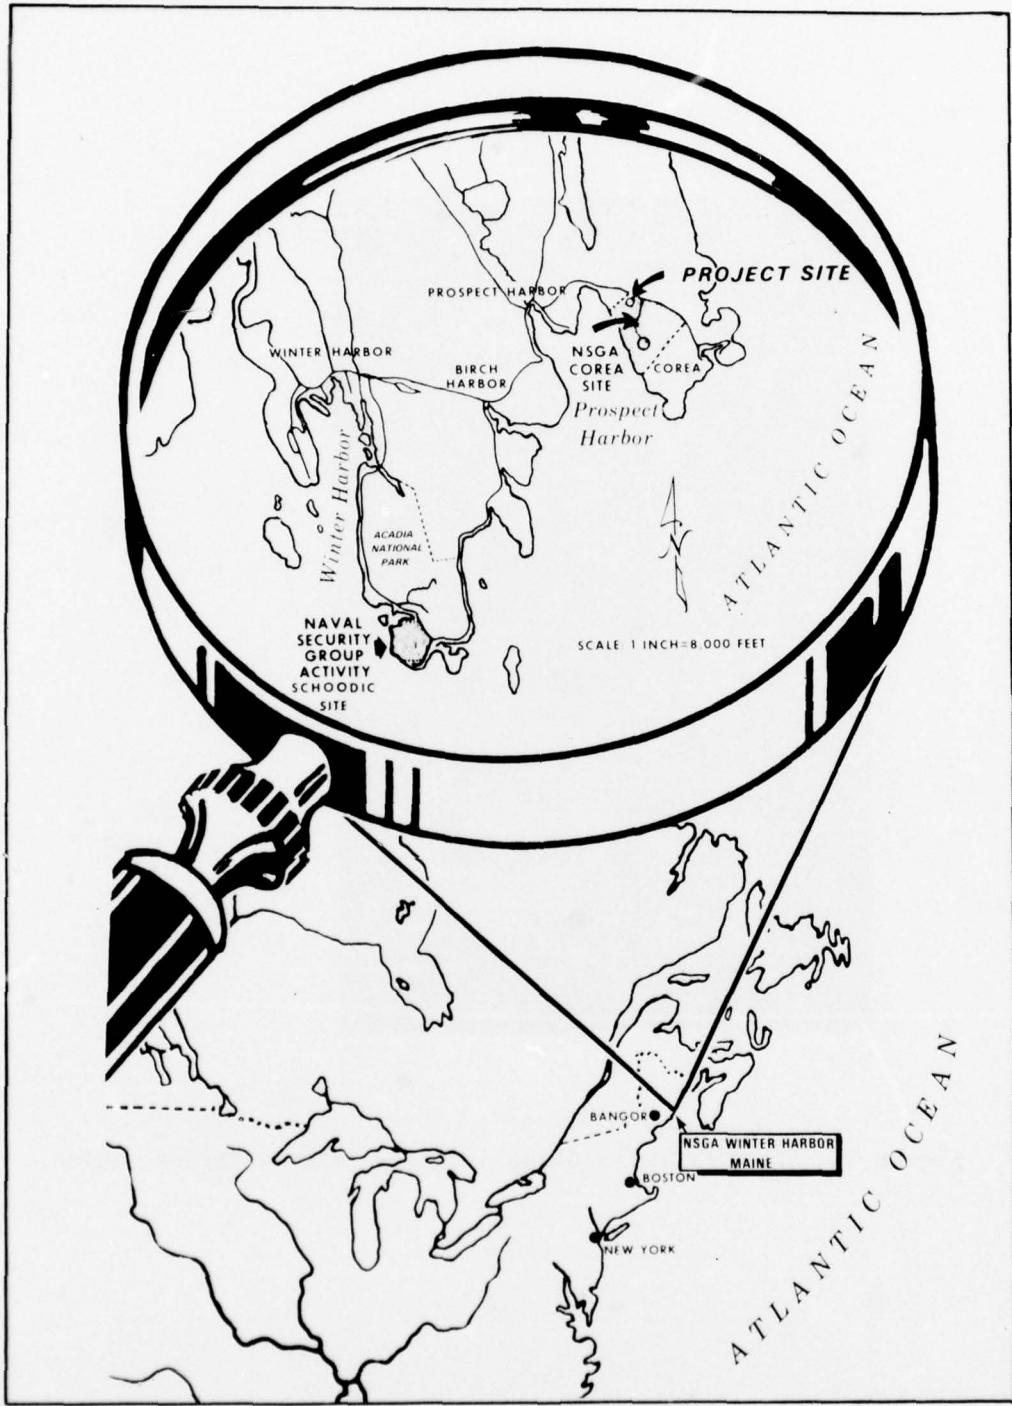 PROJECT SITE
PROSPECT HARBOR
WINTER HARBOR
BIRCH
HARBOR
NSGA
COREA
SITE
COREA
Prospect
Harbor
ATLANTIC OCEAN
Winter Harbor
ACADIA
NATIONAL
PARK
N
NAVAL
SECURITY
GROUP
ACTIVITY
SCHOODIC
SITE
SCALE: 1 INCH=8,000 FEET
BANGOR
NSGA WINTER HARBOR
MAINE
BOSTON
NEW YORK
ATLANTIC OCEAN